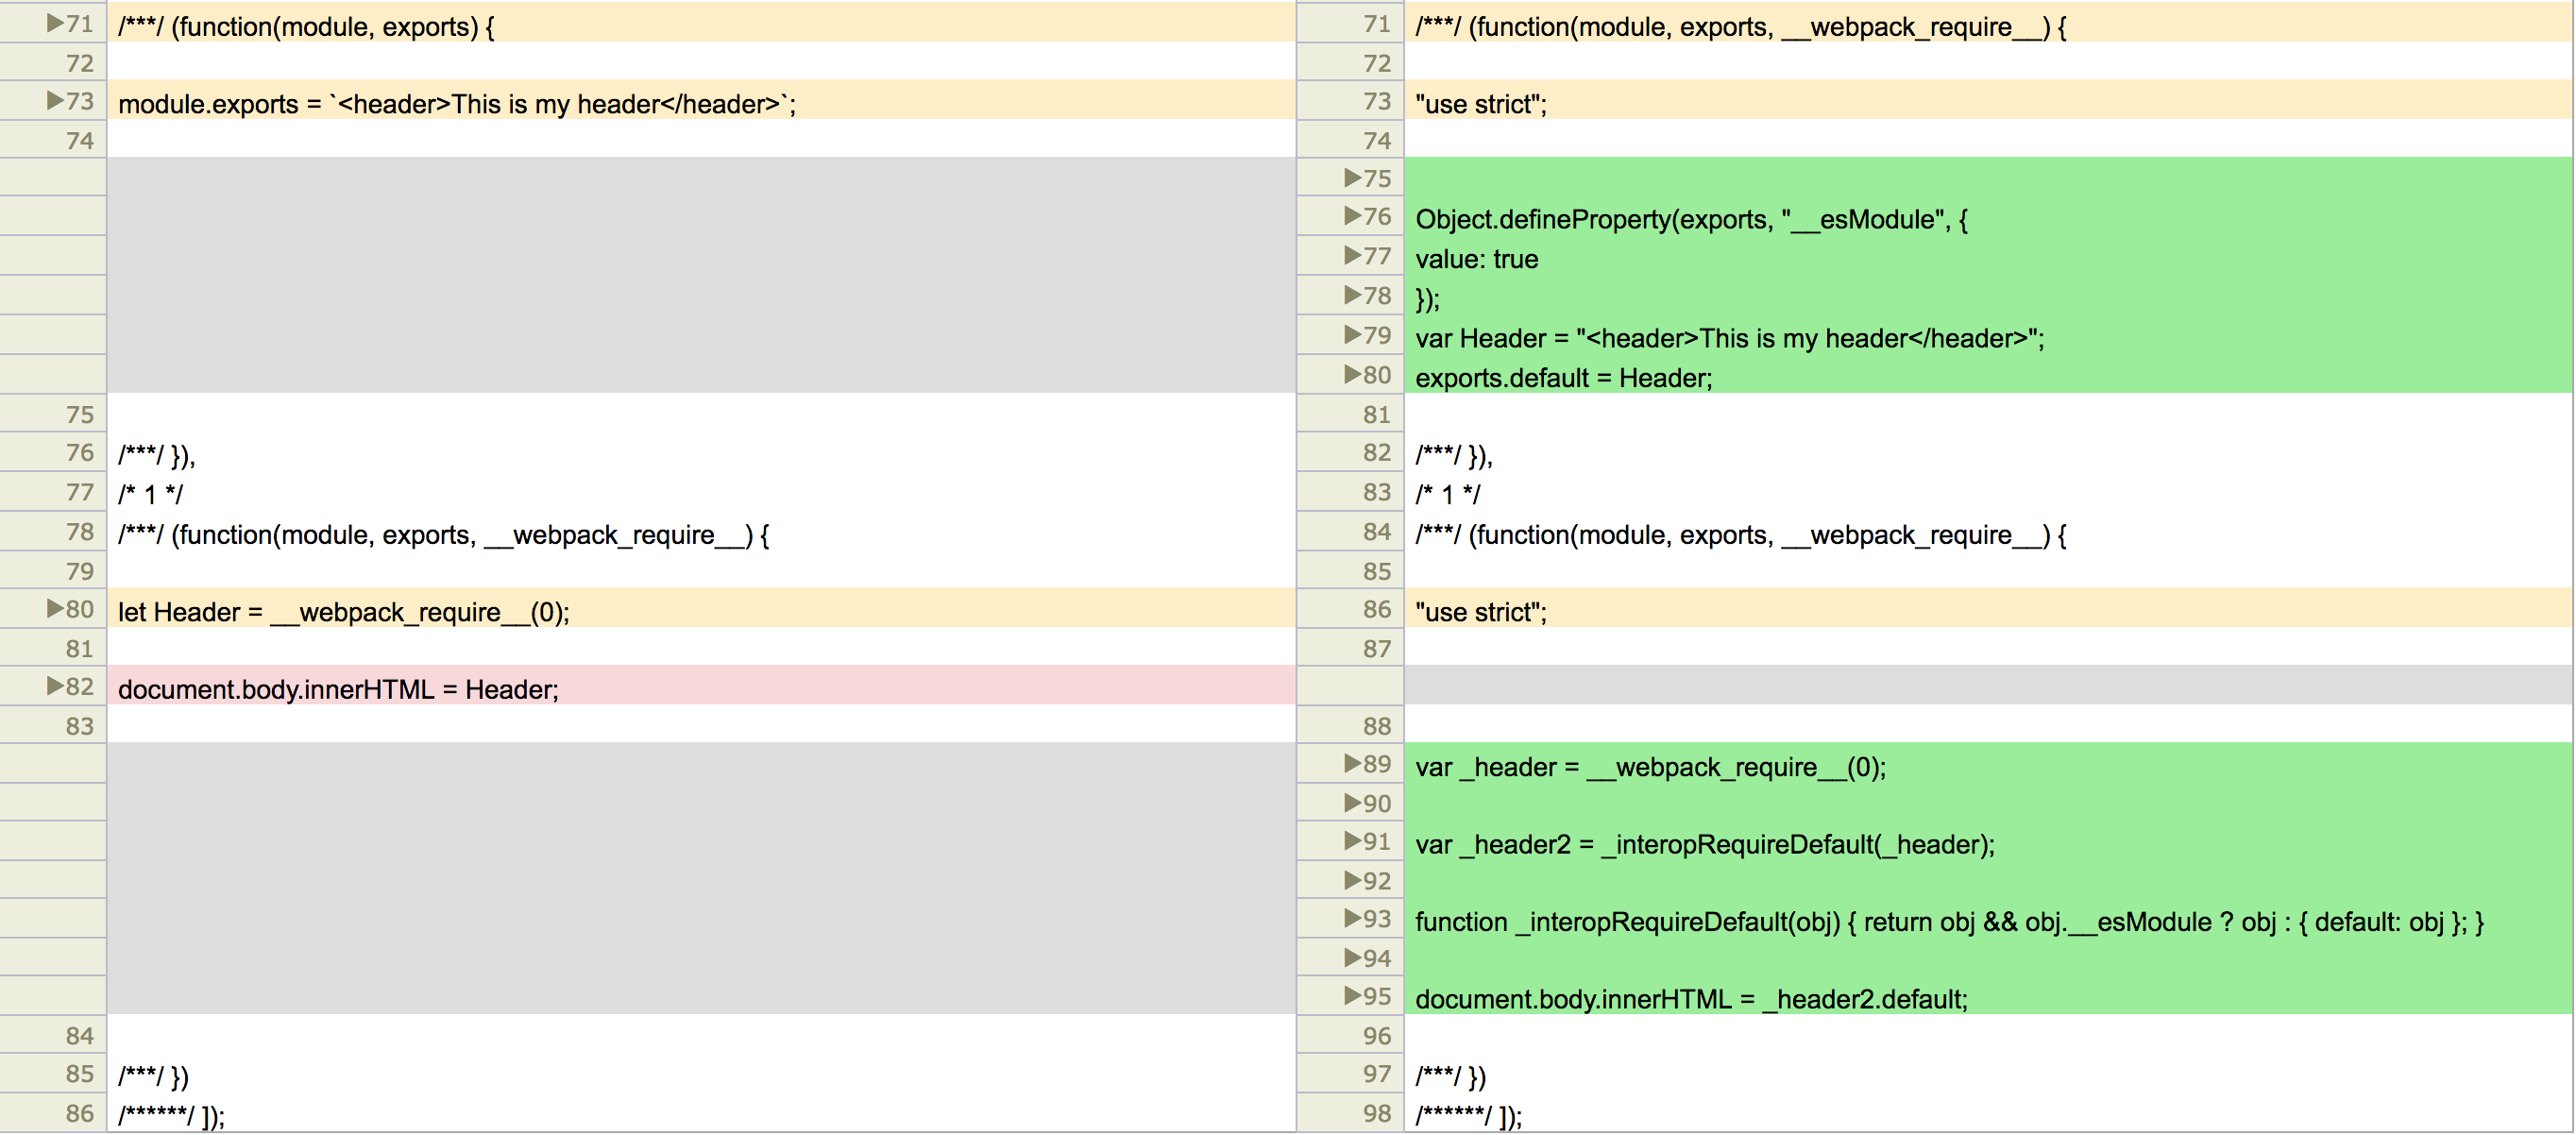 ▶71 /***/ (function(module, exports) { 71 /***/ (function(module, exports, __webpack_require__) {
72 72
▶73 module.exports = `<header>This is my header</header>`; 73 "use strict";
74 74
▶75
▶76 Object.defineProperty(exports, "__esModule", {
▶77 value: true
▶78 });
▶79 var Header = "<header>This is my header</header>";
▶80 exports.default = Header;
75 81
76 /***/ }), 82 /***/ }),
77 /* 1 */ 83 /* 1 */
78 /***/ (function(module, exports, __webpack_require__) { 84 /***/ (function(module, exports, __webpack_require__) {
79 85
▶80 let Header = __webpack_require__(0); 86 "use strict";
81 87
▶82 document.body.innerHTML = Header;
83 88
▶89 var _header = __webpack_require__(0);
▶90
▶91 var _header2 = _interopRequireDefault(_header);
▶92
▶93 function _interopRequireDefault(obj) { return obj && obj.__esModule ? obj : { default: obj }; }
▶94
▶95 document.body.innerHTML = _header2.default;
84 96
85 /***/ }) 97 /***/ })
86 /******/ ]); 98 /******/ ]);